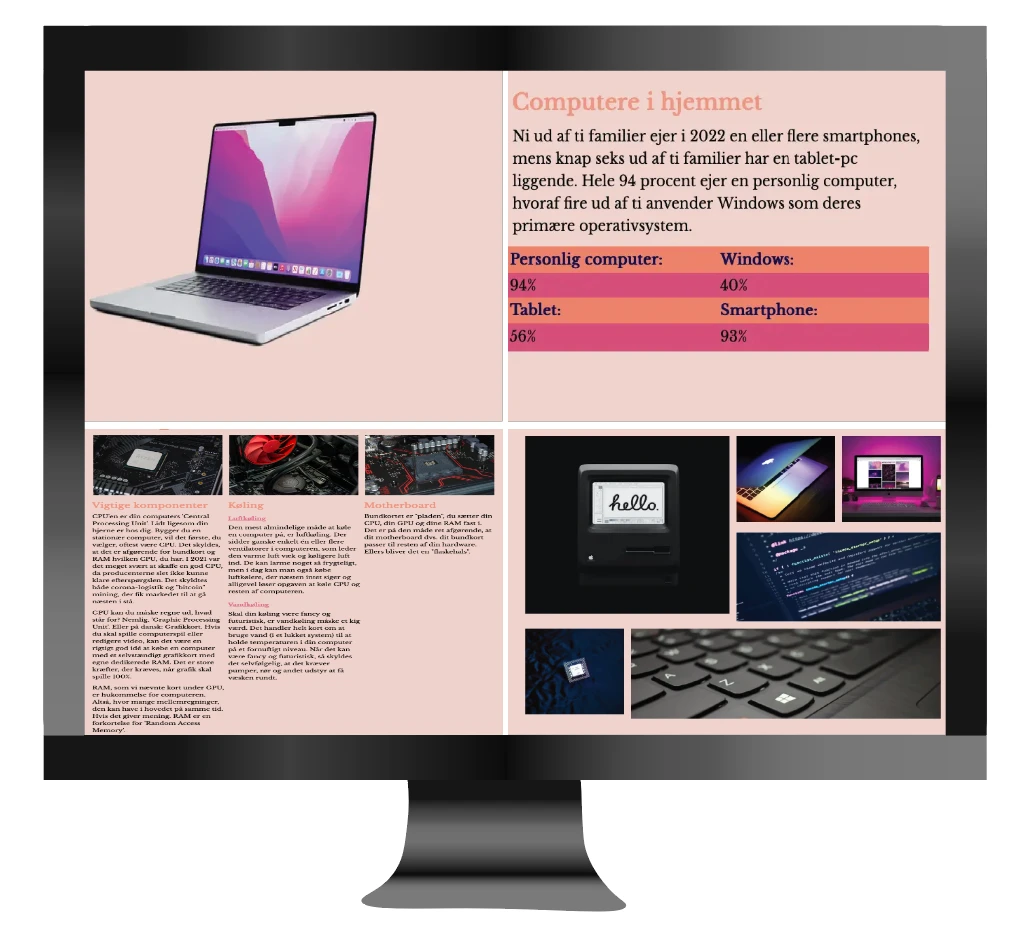 Computere i hjemmet
Ni ud af ti familier ejer i 2022 en eller flere smartphones,
mens knap seks ud af ti familier har en tablet-pc
liggende. Hele 94 procent ejer en personlig computer,
hvoraf fire ud af ti anvender Windows som deres
primære operativsystem.
Personlig computer: Windows:
94% 40%
Tablet: Smartphone:
56% 93%
Vigtige komponenter
CPU'en er din computers 'Central
Processing Unit'. Lidt ligesom din
hjerne er hos dig. Bygger du en
stationær computer, vil det første, du
vælger, oftest være CPU. Det skyldes,
at det er afgørende for bundkort og
RAM hvilken CPU, du har. I 2021 var
det meget svært at skaffe en god CPU,
da producenterne slet ikke kunne
klare efterspørgslen. Det skyldtes
både corona-logistik og "bitcoin"
mining, der fik markedet til at gå
næsten i stå.
GPU kan du måske regne ud, hvad
står for? Nemlig, 'Graphic Processing
Unit'. Eller på dansk: Grafikkort. Hvis
du skal spille computerspil eller
redigere video, kan det være en
rigtigt god idé at købe en computer
med et selvstændigt grafikkort med
egne dedikerede RAM. Det er store
kræfter, der kræves, når grafik skal
spille 100%.
RAM, som vi nævnte kort under GPU,
er hukommelse for computeren.
Altså, hvor mange mellemregninger,
den kan have i hovedet på samme tid.
Hvis det giver mening. RAM er en
forkortelse for 'Random Access
Memory'.
Køling
Luftkøling
Den mest almindelige måde at køle
en computer på, er luftkøling. Der
sidder ganske enkelt én eller flere
ventilatorer i computeren, som leder
den varme luft væk og køligere luft
ind. De kan larme noget så frygteligt,
men i dag kan man også købe
luftkølere, der næsten intet siger og
alligevel løser opgaven at køle CPU og
resten af computeren.
Vandkøling
Skal din køling være fancy og
futuristisk, er vandkøling måske et kig
værd. Det handler helt kort om at
bruge vand (i et lukket system) til at
holde temperaturen i din computer
på et fornuftigt niveau. Når det kan
være fancy og futuristisk, så skyldes
det selvfølgelig, at det kræver
pumper, rør og andet udstyr at få
væsken rundt.
Motherboard
Bundkortet er "pladen", du sætter din
CPU, din GPU og dine RAM fast i.
Det er på den måde ret afgørende, at
dit motherboard dvs. dit bundkort
passer til resten af din hardware.
Ellers bliver det en "flaskehals".
hello.